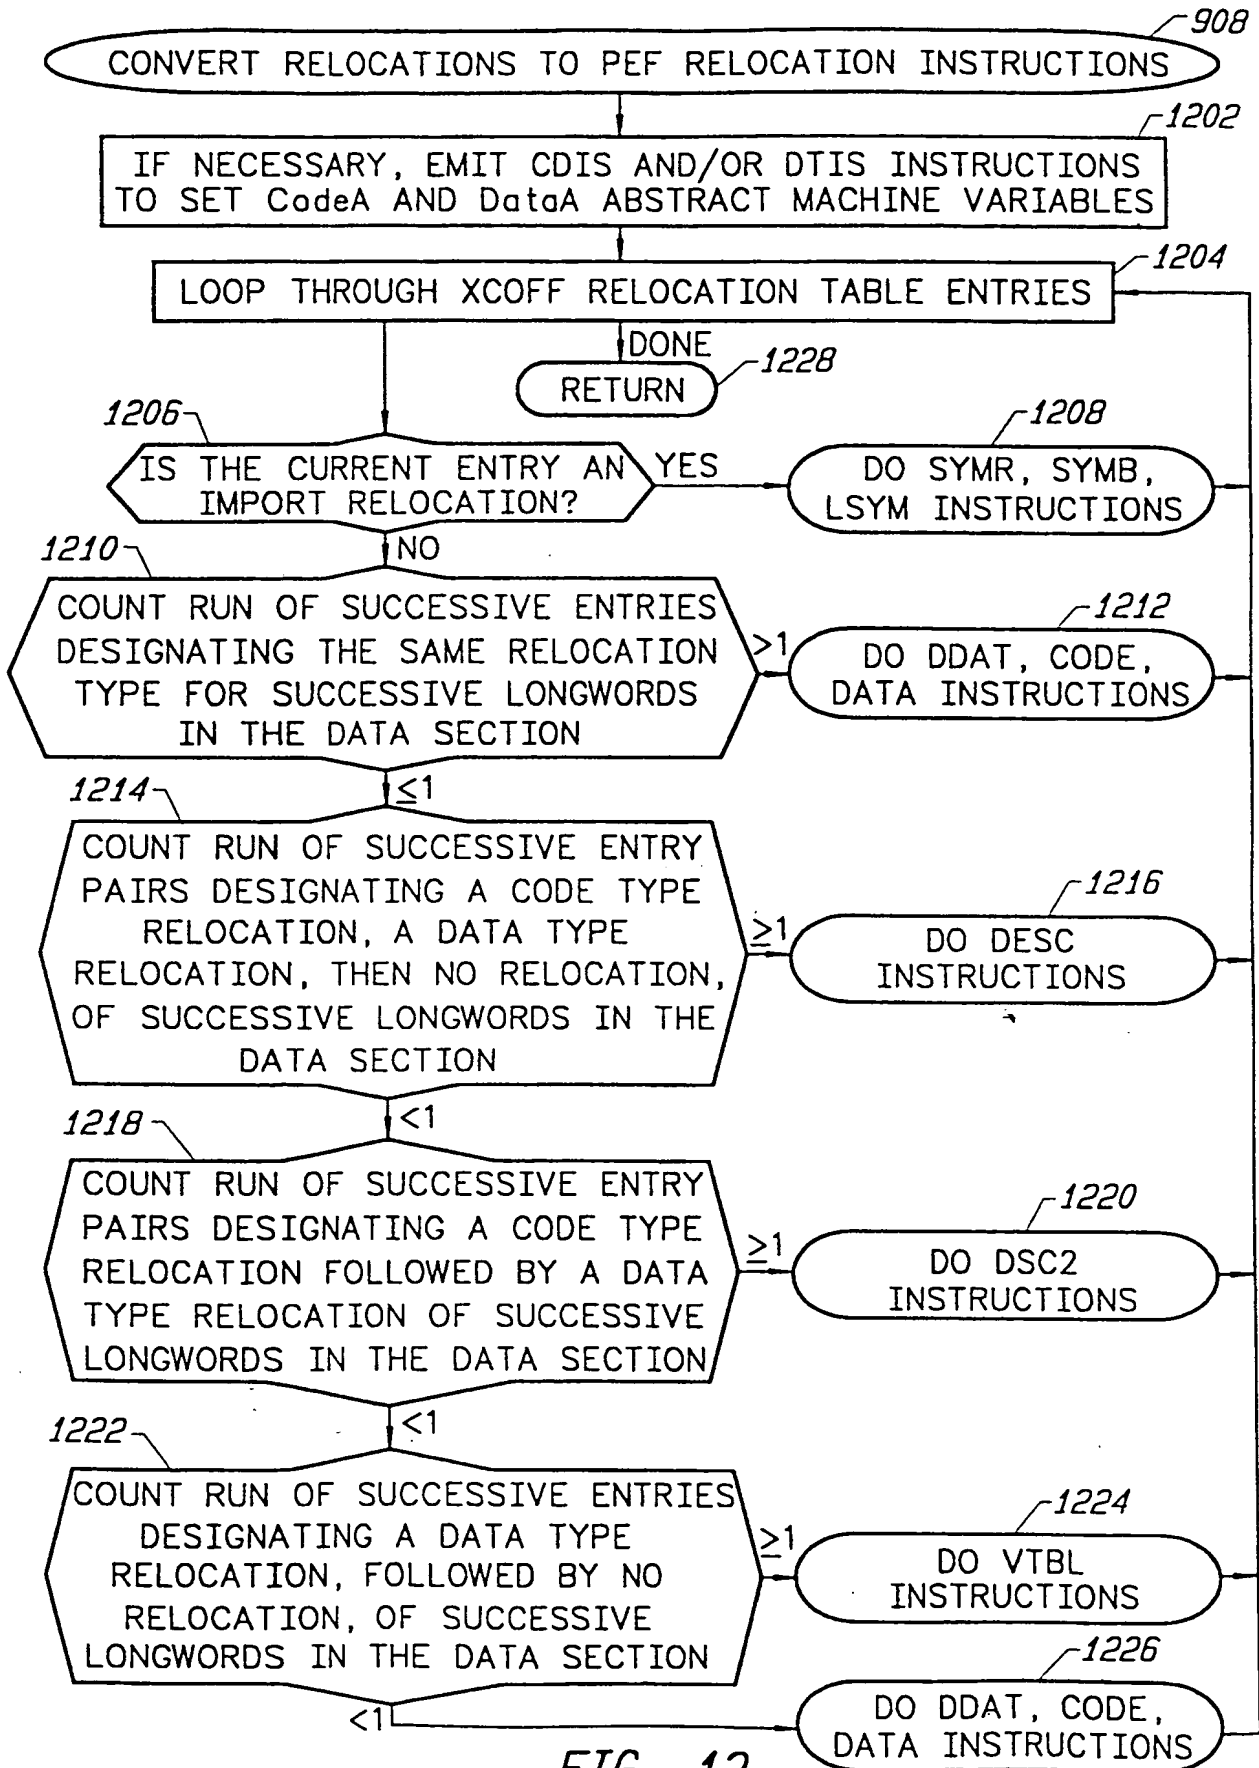 908
CONVERT RELOCATIONS TO PEF RELOCATION INSTRUCTIONS
1202
IF NECESSARY, EMIT CDIS AND/OR DTIS INSTRUCTIONS
TO SET CodeA AND DataA ABSTRACT MACHINE VARIABLES
1204
LOOP THROUGH XCOFF RELOCATION TABLE ENTRIES
DONE
1228
RETURN
1206
IS THE CURRENT ENTRY AN
IMPORT RELOCATION?
YES
1208
DO SYMR, SYMB,
LSYM INSTRUCTIONS
NO
1210
COUNT RUN OF SUCCESSIVE ENTRIES
DESIGNATING THE SAME RELOCATION
TYPE FOR SUCCESSIVE LONGWORDS
IN THE DATA SECTION
>1
1212
DO DDAT, CODE,
DATA INSTRUCTIONS
≤1
1214
COUNT RUN OF SUCCESSIVE ENTRY
PAIRS DESIGNATING A CODE TYPE
RELOCATION, A DATA TYPE
RELOCATION, THEN NO RELOCATION,
OF SUCCESSIVE LONGWORDS IN THE
DATA SECTION
≥1
1216
DO DESC
INSTRUCTIONS
<1
1218
COUNT RUN OF SUCCESSIVE ENTRY
PAIRS DESIGNATING A CODE TYPE
RELOCATION FOLLOWED BY A DATA
TYPE RELOCATION OF SUCCESSIVE
LONGWORDS IN THE DATA SECTION
≥1
1220
DO DSC2
INSTRUCTIONS
<1
1222
COUNT RUN OF SUCCESSIVE ENTRIES
DESIGNATING A DATA TYPE
RELOCATION, FOLLOWED BY NO
RELOCATION, OF SUCCESSIVE
LONGWORDS IN THE DATA SECTION
≥1
1224
DO VTBL
INSTRUCTIONS
<1
1226
DO DDAT, CODE,
DATA INSTRUCTIONS
FIG. 12